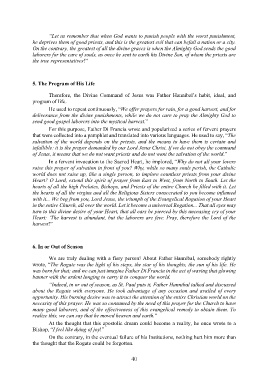 "Let us remember that when God wants to punish people with the worst punishment,
he deprives them of good priests, and this is the greatest evil that can befall a nation or a city.
On the contrary, the greatest of all the divine graces is when the Almighty God sends the good
laborers for the care of souls, as once he sent to earth his Divine Son, of whom the priests are
the true representatives!"
5. The Program of His Life
Therefore, the Divine Command of Jesus was Father Hannibal's habit, ideal, and
program of life.
He used to repeat continuously, "We offer prayers for rain, for a good harvest, and for
deliverance from the divine punishments, while we do not care to pray the Almighty God to
send good gospel laborers into the mystical harvest."
For this purpose, Father Di Francia wrote and popularized a series of fervent prayers
that were collected into a pamphlet and translated into various languages. He used to say, "The
salvation of the world depends on the priests, and the means to have them is certain and
infallible: it is the prayer demanded by our Lord Jesus Christ. If we do not obey the command
of Jesus, it means that we do not want priests and do not want the salvation of the world."
In a fervent invocation to the Sacred Heart, he implored, "Why do not all your lovers
raise this prayer of salvation in front of you? Why, while so many souls perish, the Catholic
world does not raise up, like a single person, to implore countless priests from your divine
Heart? O Lord, extend this spirit of prayer from East to West, from North to South. Let the
hearts of all the high Prelates, Bishops, and Priests of the entire Church be filled with it. Let
the hearts of all the virgins and all the Religious Sisters consecrated to you become enflamed
with it... We beg from you, Lord Jesus, the triumph of the Evangelical Rogation of your Heart
in the entire Church, all over the world. Let it become a universal Rogation... That all eyes may
turn to this divine desire of your Heart, that all ears be pierced by this unceasing cry of your
Heart: 'The harvest is abundant, but the laborers are few. Pray, therefore the Lord of the
harvest!'"
6. In or Out of Season
We are truly dealing with a fiery person! About Father Hannibal, somebody rightly
wrote, "The Rogate was the light of his steps, the star of his thoughts, the sun of his life. He
was born for that; and we can just imagine Father Di Francia in the act of waving that glowing
banner with the ardent longing to carry it to conquer the world.
"Indeed, in or out of season, as St. Paul puts it, Father Hannibal talked and discussed
about the Rogate with everyone. He took advantage of any occasion and availed of every
opportunity. His burning desire was to attract the attention of the entire Christian world on the
necessity of this prayer. He was so consumed by the need of this prayer for the Church to have
many good laborers, and of the effectiveness of this evangelical remedy to obtain them. To
realize this, we can say that he moved heaven and earth."
At the thought that this apostolic dream could become a reality, he once wrote to a
Bishop, "I feel like dying of joy!"
On the contrary, in the eventual failure of his institutions, nothing hurt him more than
the thought that the Rogate could be forgotten.